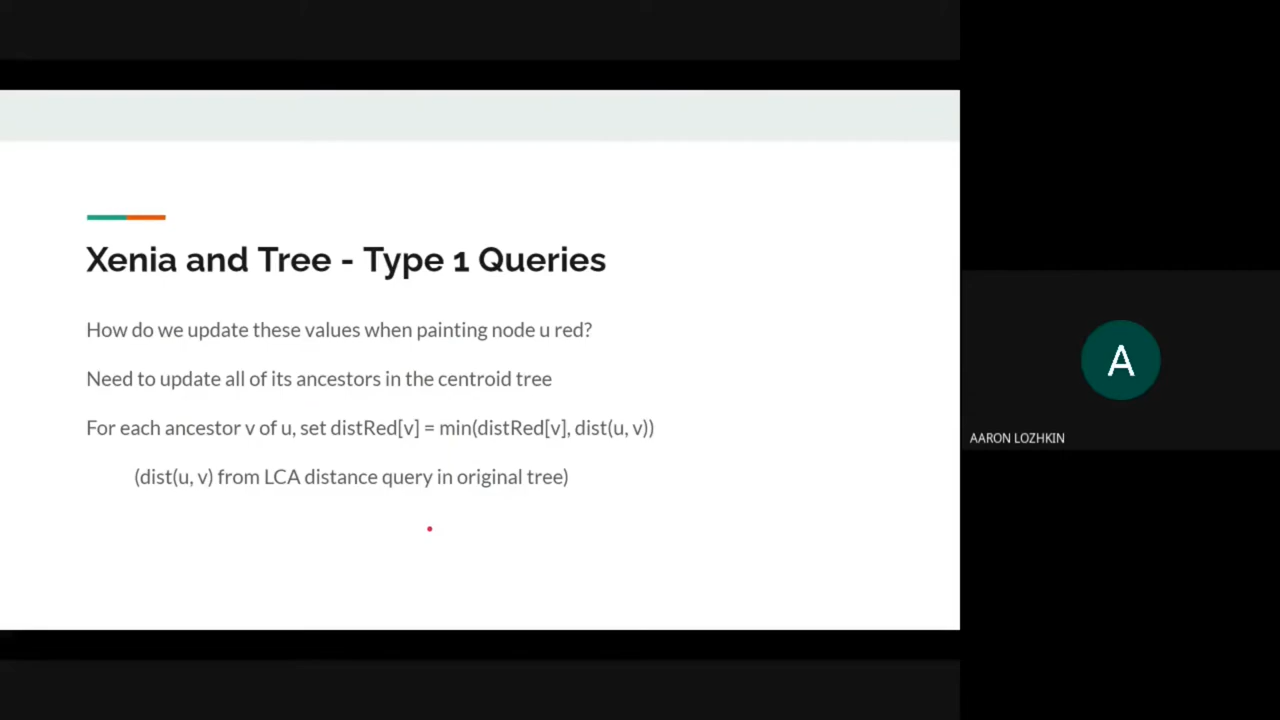 Xenia and Tree - Type 1 Queries
How do we update these values when painting node u red?
Need to update all of its ancestors in the centroid tree
For each ancestor v of u, set distRed[v] = min(distRed[v], dist(u, v))
(dist(u, v) from LCA distance query in original tree)
A
AARON LOZHKIN